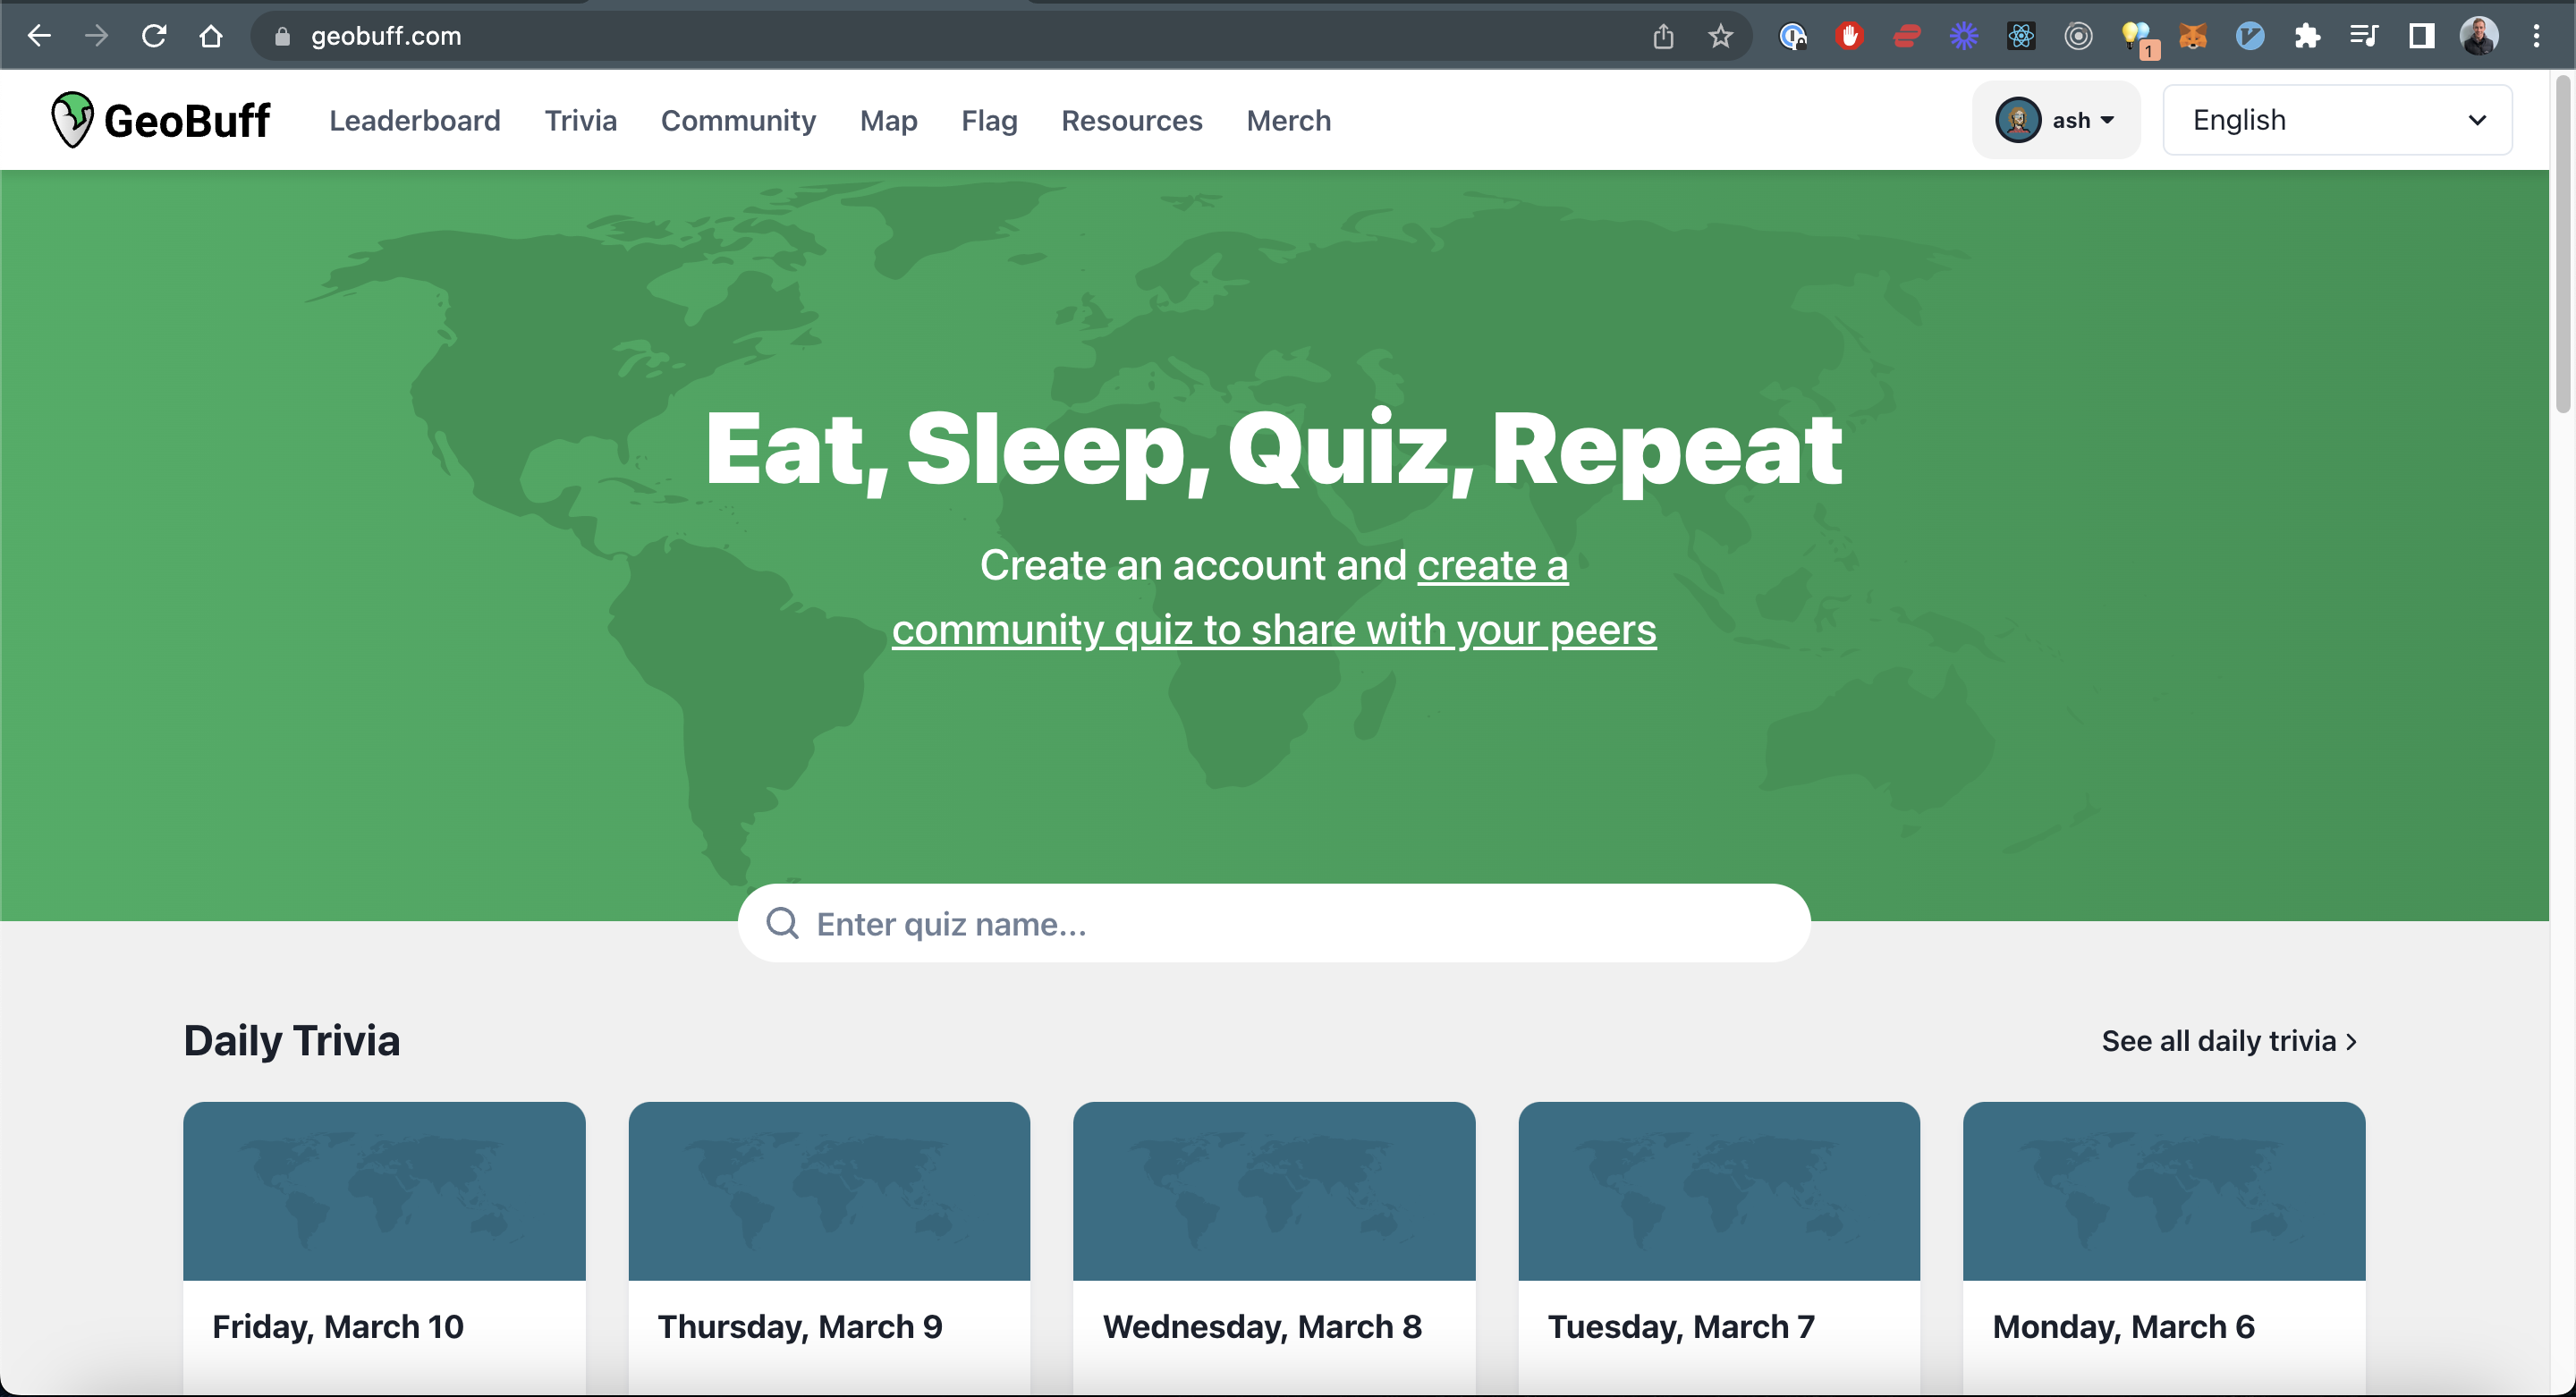 geobuff.com
1
GeoBuff
Leaderboard
Trivia
Community
Map
Flag
Resources
Merch
ash
English
Eat, Sleep, Quiz, Repeat
Create an account and create a
community quiz to share with your peers
Enter quiz name...
Daily Trivia
See all daily trivia
Friday, March 10
Thursday, March 9
Wednesday, March 8
Tuesday, March 7
Monday, March 6